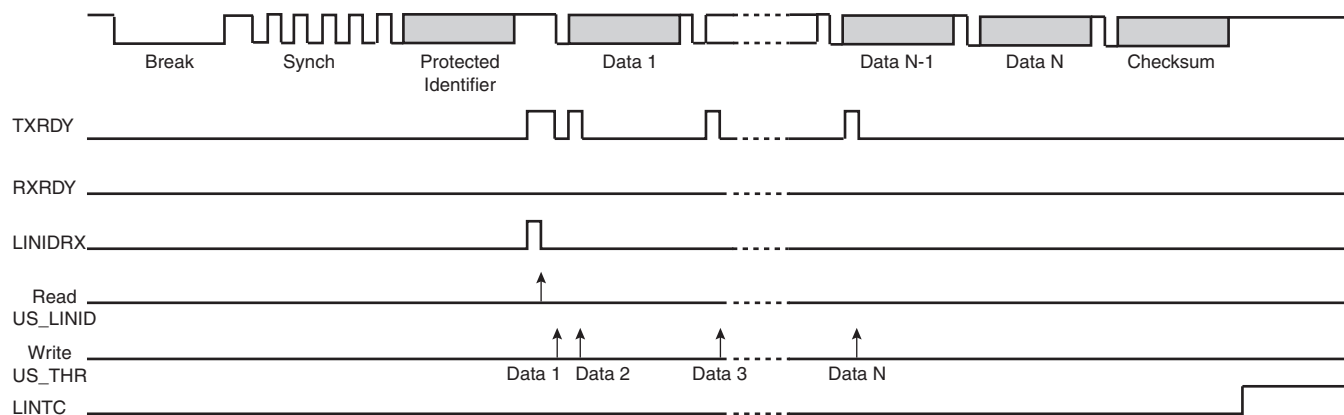 Break Synch Protected Data 1 Data N-1 Data N Checksum
Identifier
TXRDY
RXRDY
LINIDRX
Read
US_LINID
Write
US_THR Data 1 Data 2 Data 3 Data N
LINTC